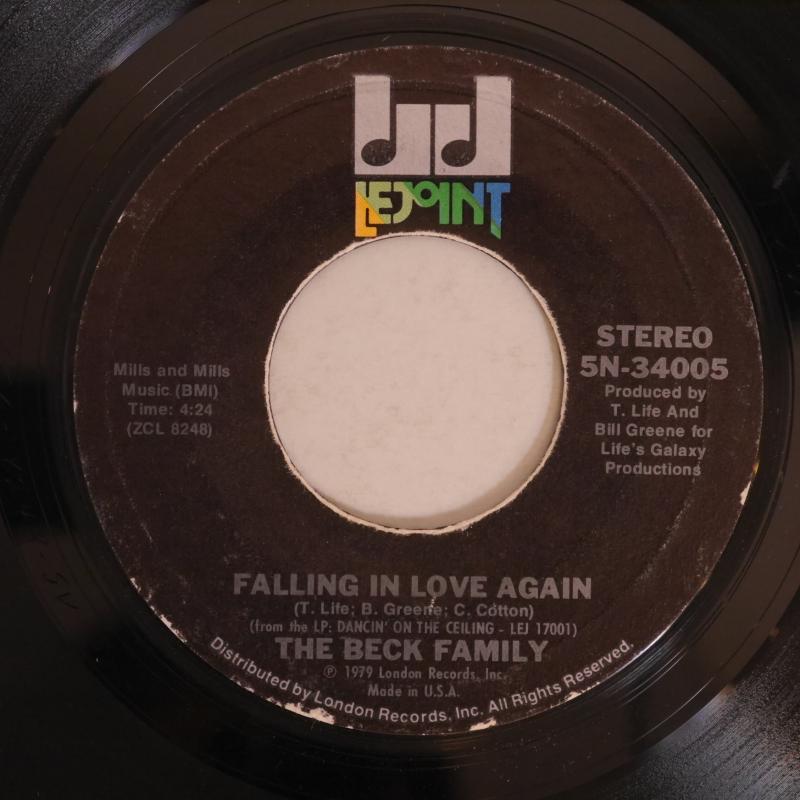 LEJOINT
STEREO
5N-34005
Produced by
T. Life And
Bill Greene for
Life's Galaxy
Productions
Mills and Mills
Music (BMI)
Time: 4:24
(ZCL 8248)
FALLING IN LOVE AGAIN
(T. Life; B. Greene; C. Cotton)
(from the LP: DANCIN' ON THE CEILING - LEJ 17001)
THE BECK FAMILY
℗ 1979 London Records, Inc.
Made in U.S.A.
Distributed by London Records, Inc. All Rights Reserved.